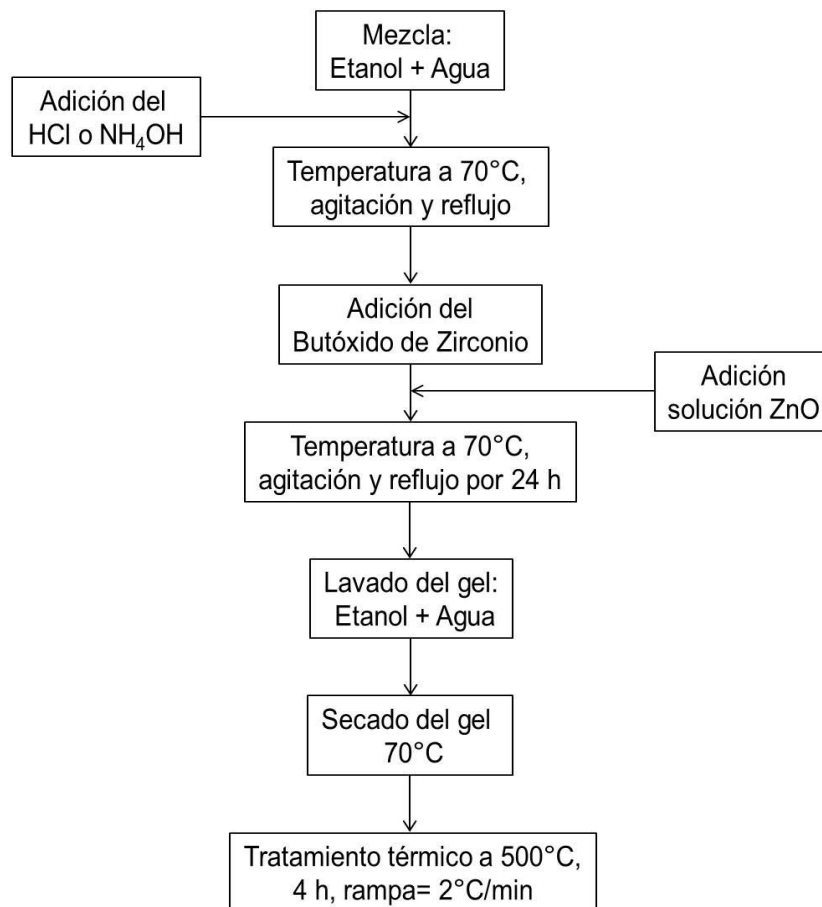 Mezcla:
Etanol + Agua
Adición del
HCl o NH₄OH
Temperatura a 70°C,
agitación y reflujo
Adición del
Butóxido de Zirconio
Adición
solución ZnO
Temperatura a 70°C,
agitación y reflujo por 24 h
Lavado del gel:
Etanol + Agua
Secado del gel
70°C
Tratamiento térmico a 500°C,
4 h, rampa= 2°C/min